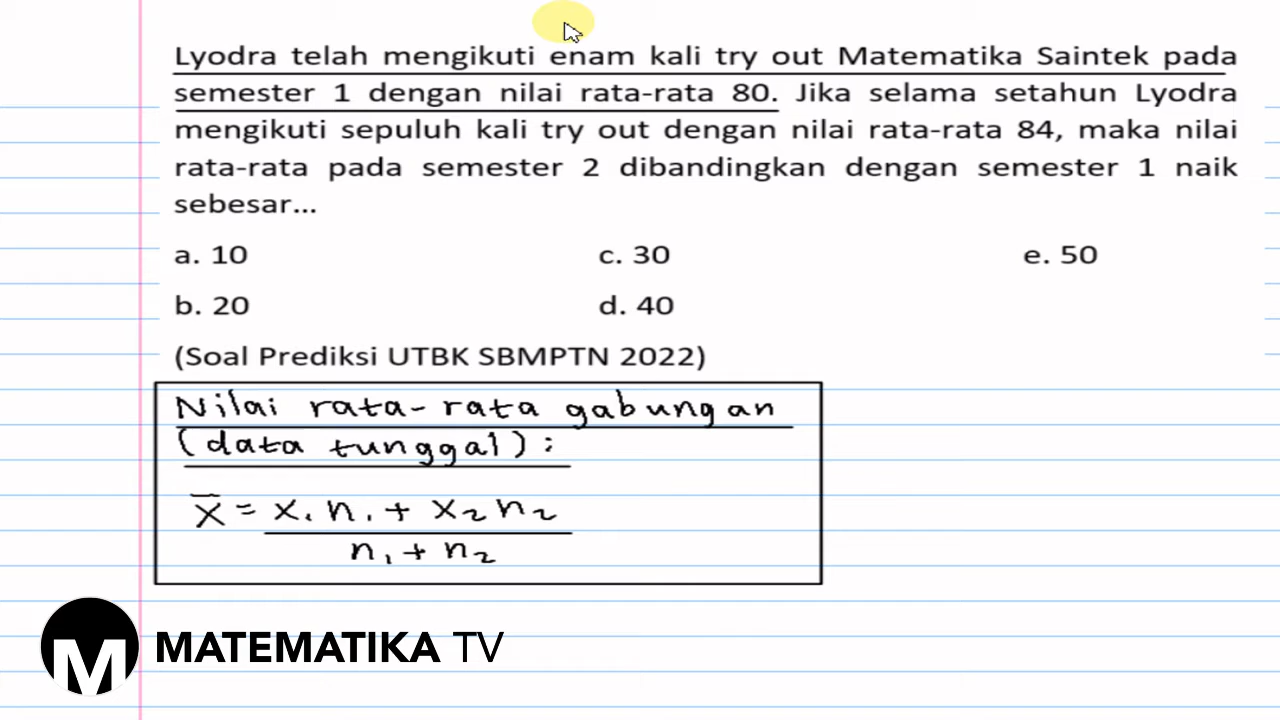 Lyodra telah mengikuti enam kali try out Matematika Saintek pada
semester 1 dengan nilai rata-rata 80. Jika selama setahun Lyodra
mengikuti sepuluh kali try out dengan nilai rata-rata 84, maka nilai
rata-rata pada semester 2 dibandingkan dengan semester 1 naik
sebesar...
a. 10 c. 30 e. 50
b. 20 d. 40
(Soal Prediksi UTBK SBMPTN 2022)
Nilai rata-rata gabungan
(data tunggal) :
x̄ = x₁n₁ + x₂n₂
n₁ + n₂
M MATEMATIKA TV